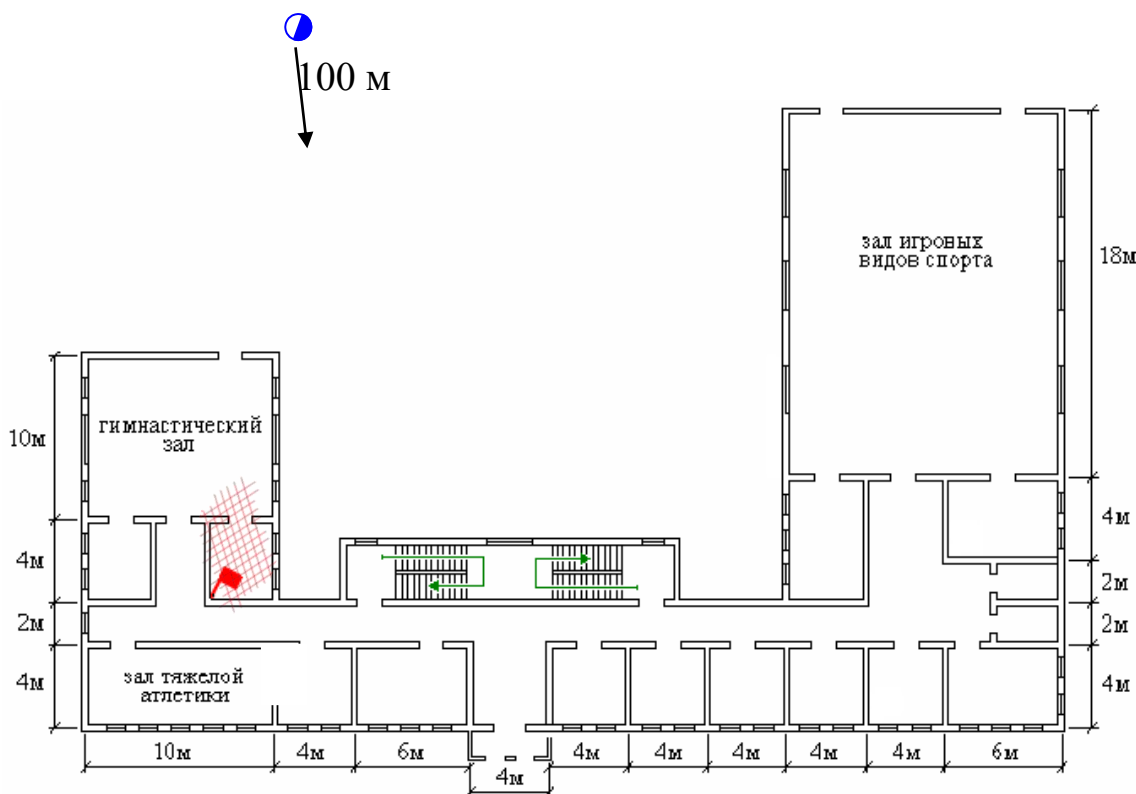 100 м
зал игровых
видов спорта
18м
гимнастический
зал
10м
4м
4м
2м
2м
2м
4м
зал тяжелой
атлетики
4м
10м
4м
6м
4м
4м
4м
4м
4м
4м
6м